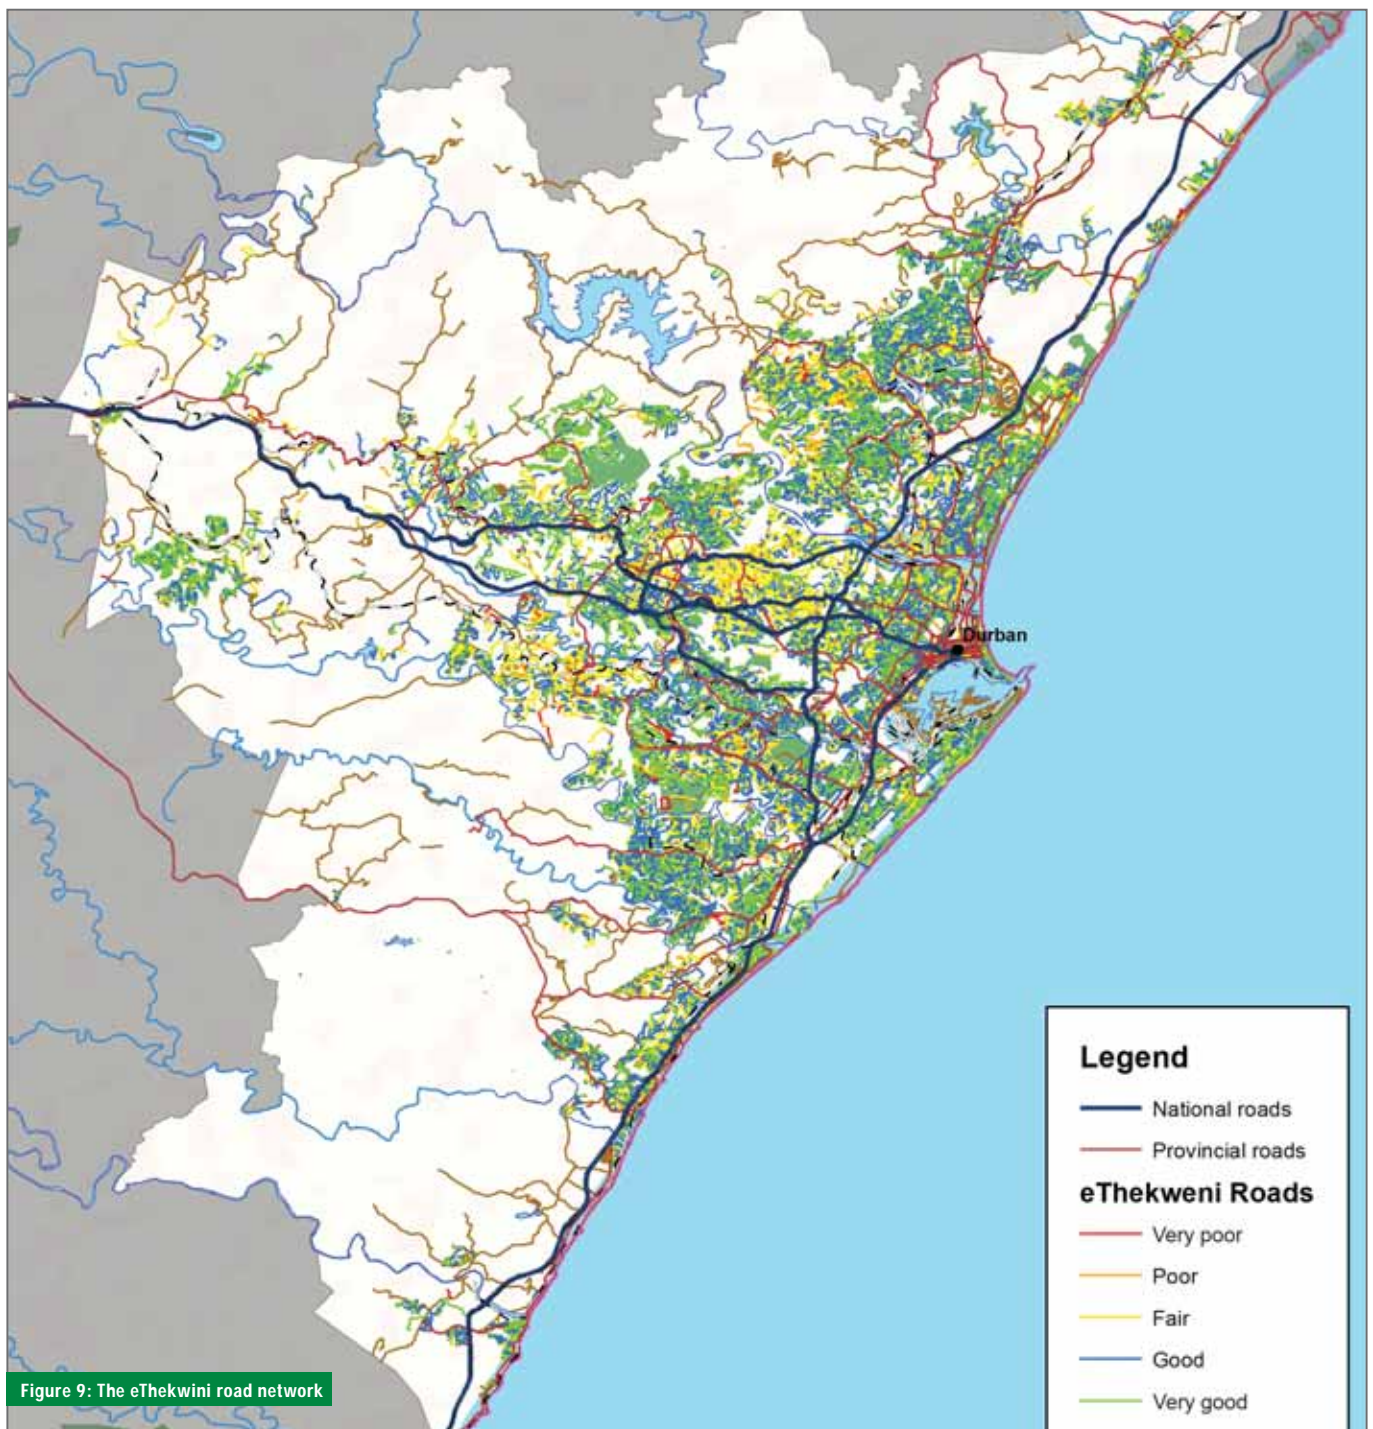 Durban
Legend
National roads
Provincial roads
eThekweni Roads
Very poor
Poor
Fair
Good
Very good
Figure 9: The eThekwini road network